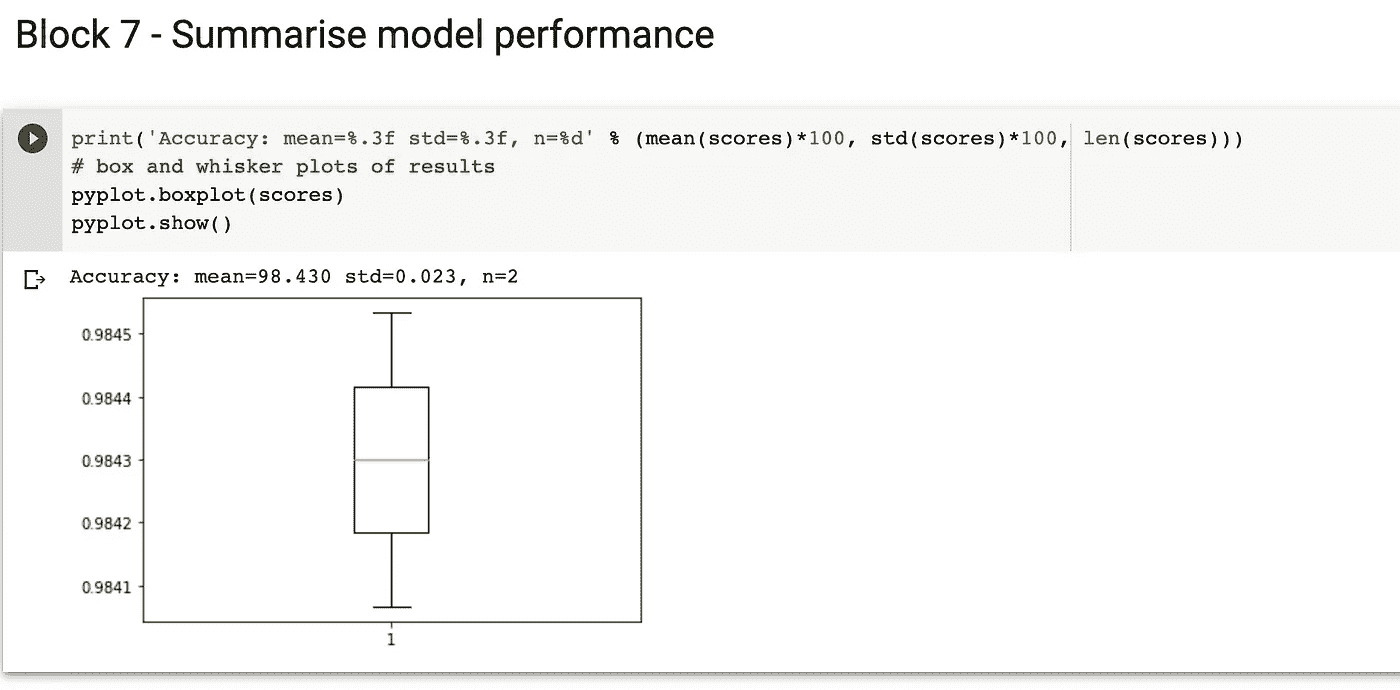 Block 7 - Summarise model performance
print('Accuracy: mean=%.3f std=%.3f, n=%d' % (mean(scores)*100, std(scores)*100, len(scores)))
# box and whisker plots of results
pyplot.boxplot(scores)
pyplot.show()
Accuracy: mean=98.430 std=0.023, n=2
0.9845
0.9844
0.9843
0.9842
0.9841
1